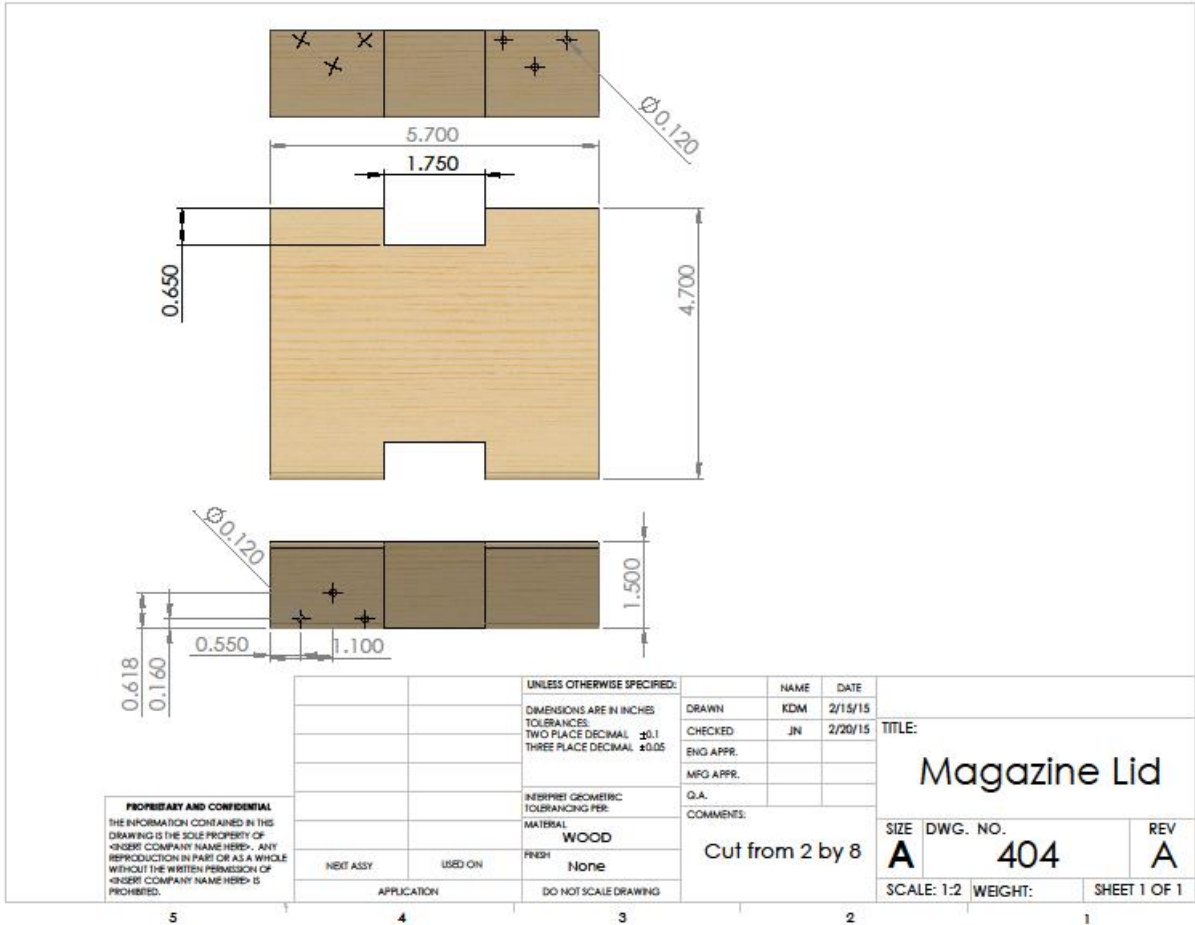 Ø0.120
5.700
1.750
0.650
4.700
Ø0.120
1.500
0.550
1.100
0.618
0.160
UNLESS OTHERWISE SPECIFIED:
DIMENSIONS ARE IN INCHES
TOLERANCES:
TWO PLACE DECIMAL ±0.1
THREE PLACE DECIMAL ±0.05
INTERPRET GEOMETRIC
TOLERANCING PER:
MATERIAL
WOOD
FINISH
None
DO NOT SCALE DRAWING
NAME DATE
DRAWN KDM 2/15/15
CHECKED JN 2/20/15
ENG APPR.
MFG APPR.
Q.A.
COMMENTS:
Cut from 2 by 8
TITLE:
Magazine Lid
SIZE DWG. NO. REV
A 404 A
SCALE: 1:2 WEIGHT: SHEET 1 OF 1
PROPRIETARY AND CONFIDENTIAL
THE INFORMATION CONTAINED IN THIS
DRAWING IS THE SOLE PROPERTY OF
<INSERT COMPANY NAME HERE>. ANY
REPRODUCTION IN PART OR AS A WHOLE
WITHOUT THE WRITTEN PERMISSION OF
<INSERT COMPANY NAME HERE> IS
PROHIBITED.
NEXT ASSY USED ON
APPLICATION
5 4 3 2 1